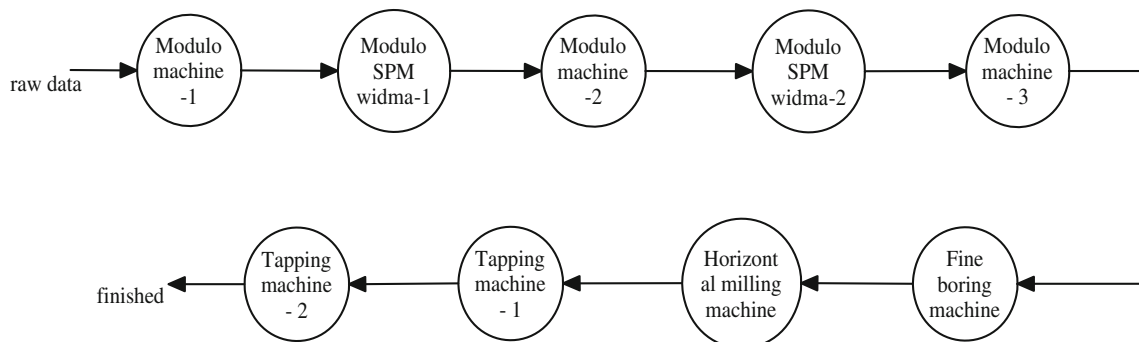 raw data
Modulo
machine
-1
Modulo
SPM
widma-1
Modulo
machine
-2
Modulo
SPM
widma-2
Modulo
machine
- 3
finished
Tapping
machine
- 2
Tapping
machine
- 1
Horizont
al milling
machine
Fine
boring
machine